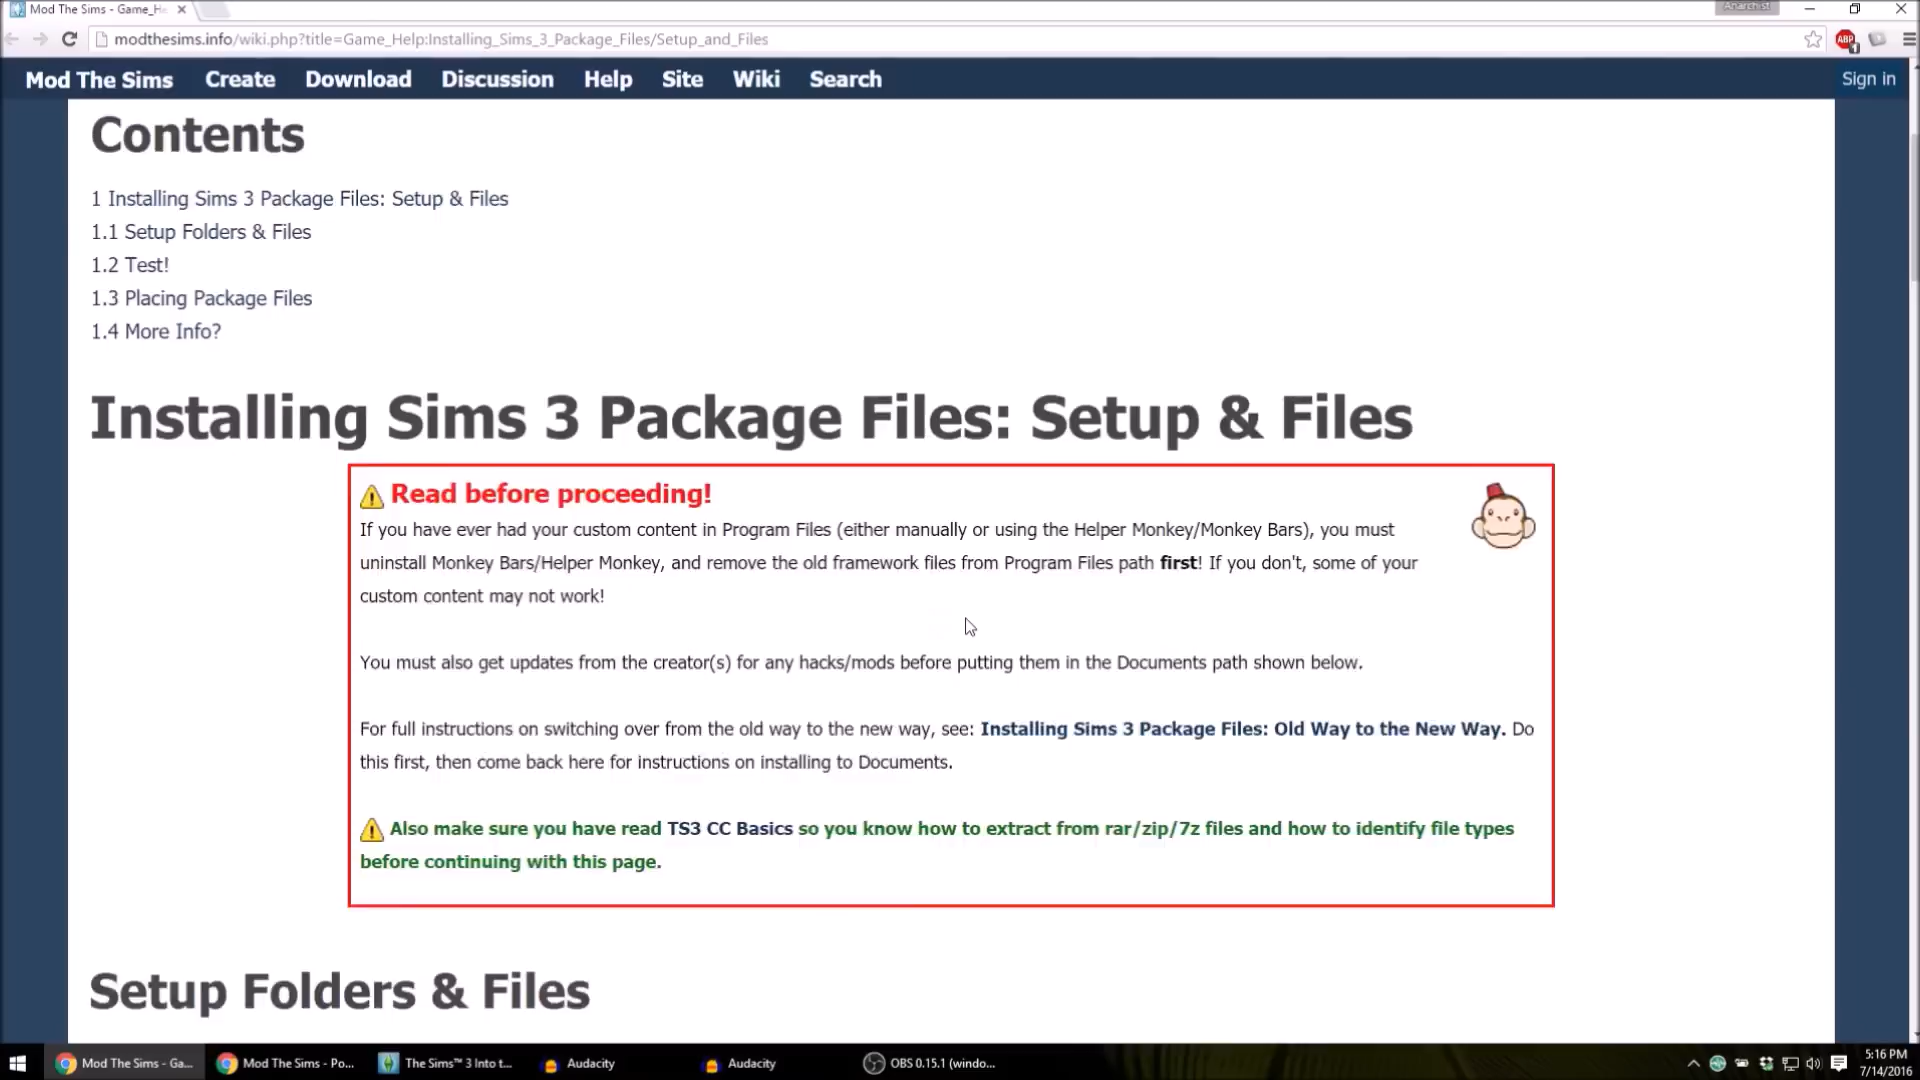 Mod The Sims - Game_He
Anarchist
modthesims.info/wiki.php?title=Game_Help:Installing_Sims_3_Package_Files/Setup_and_Files
ABP
1
Mod The Sims Create Download Discussion Help Site Wiki Search Sign in
Contents
1 Installing Sims 3 Package Files: Setup & Files
1.1 Setup Folders & Files
1.2 Test!
1.3 Placing Package Files
1.4 More Info?
Installing Sims 3 Package Files: Setup & Files
Read before proceeding!
If you have ever had your custom content in Program Files (either manually or using the Helper Monkey/Monkey Bars), you must
uninstall Monkey Bars/Helper Monkey, and remove the old framework files from Program Files path first! If you don't, some of your
custom content may not work!
You must also get updates from the creator(s) for any hacks/mods before putting them in the Documents path shown below.
For full instructions on switching over from the old way to the new way, see: Installing Sims 3 Package Files: Old Way to the New Way. Do
this first, then come back here for instructions on installing to Documents.
Also make sure you have read TS3 CC Basics so you know how to extract from rar/zip/7z files and how to identify file types
before continuing with this page.
Setup Folders & Files
Mod The Sims - Ga...
Mod The Sims - Po...
The Sims™ 3 Into t...
Audacity
Audacity
OBS 0.15.1 (windo...
5:16 PM
7/14/2016